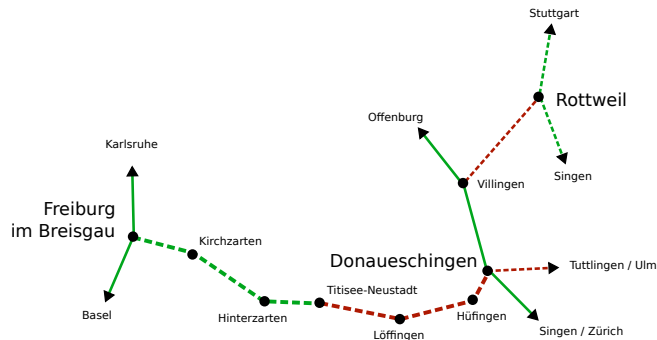 Stuttgart
Rottweil
Offenburg
Karlsruhe
Singen
Villingen
Freiburg
im Breisgau
Kirchzarten
Donaueschingen
Tuttlingen / Ulm
Titisee-Neustadt
Basel
Hinterzarten
Hüfingen
Löffingen
Singen / Zürich